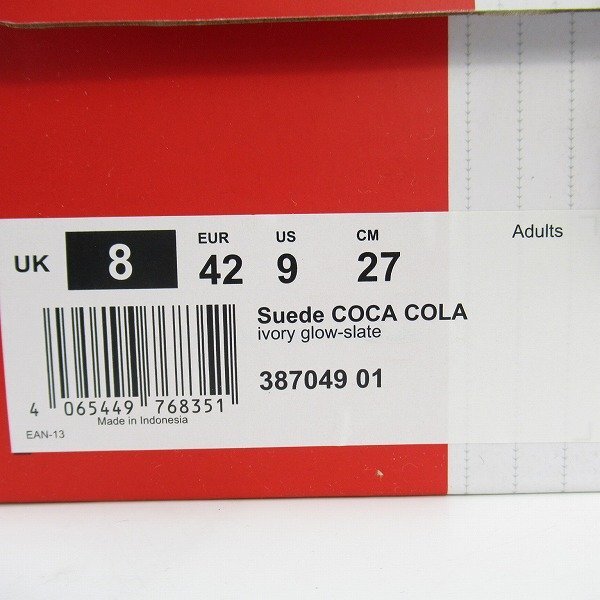 UK 8 EUR 42 US 9 CM 27 Adults
Suede COCA COLA
ivory glow-slate
387049 01
4 065449 768351
Made in Indonesia
EAN-13